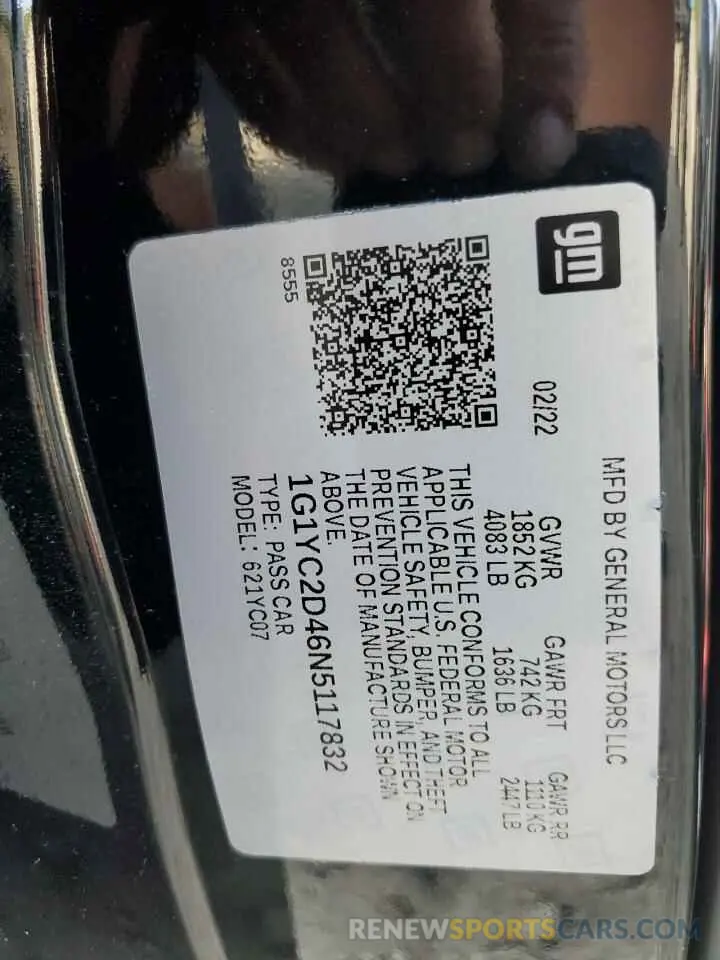 gm
MFD BY GENERAL MOTORS LLC
02/22 GVWR GAWR FRT GAWR RR
1852 KG 742 KG 1110 KG
4083 LB 1636 LB 2447 LB
THIS VEHICLE CONFORMS TO ALL
APPLICABLE U.S. FEDERAL MOTOR
VEHICLE SAFETY, BUMPER, AND THEFT
PREVENTION STANDARDS IN EFFECT ON
THE DATE OF MANUFACTURE SHOWN
ABOVE.
8555
1G1YC2D46N5117832
TYPE: PASS CAR
MODEL: 621YC07
RENEWSPORTSCARS.COM